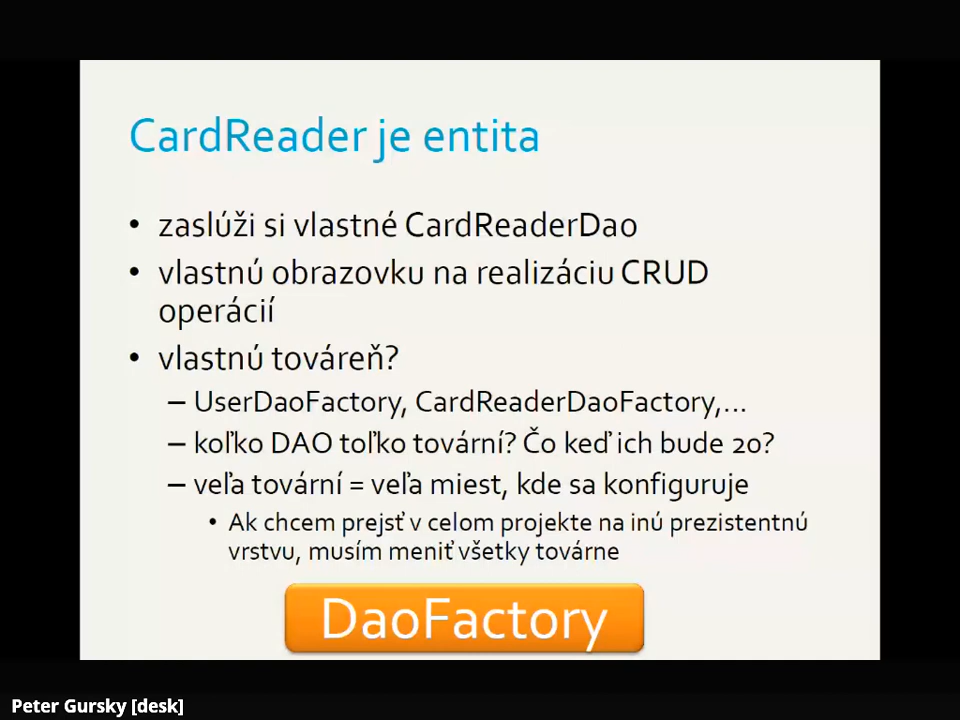 CardReader je entita
• zaslúži si vlastné CardReaderDao
• vlastnú obrazovku na realizáciu CRUD
operácií
• vlastnú továreň?
– UserDaoFactory, CardReaderDaoFactory,...
– koľko DAO toľko tovární? Čo keď ich bude 20?
– veľa tovární = veľa miest, kde sa konfiguruje
• Ak chcem prejsť v celom projekte na inú prezistentnú
vrstvu, musím meniť všetky továrne
DaoFactory
Peter Gursky [desk]